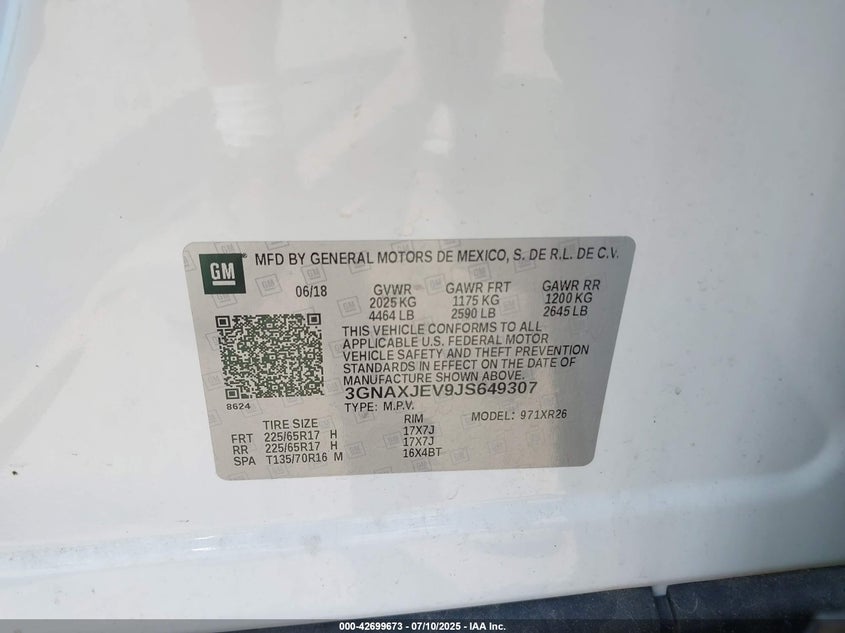 GM
® MFD BY GENERAL MOTORS DE MEXICO, S. DE R.L. DE C.V.
06/18
GVWR GAWR FRT GAWR RR
2025 KG 1175 KG 1200 KG
4464 LB 2590 LB 2645 LB
THIS VEHICLE CONFORMS TO ALL
APPLICABLE U.S. FEDERAL MOTOR
VEHICLE SAFETY AND THEFT PREVENTION
STANDARDS IN EFFECT ON THE DATE OF
MANUFACTURE SHOWN ABOVE.
3GNAXJEV9JS649307
8624
TYPE: M.P.V. MODEL: 971XR26
TIRE SIZE RIM
FRT 225/65R17 H 17X7J
RR 225/65R17 H 17X7J
SPA T135/70R16 M 16X4BT
000-42699673 - 07/10/2025 - IAA Inc.